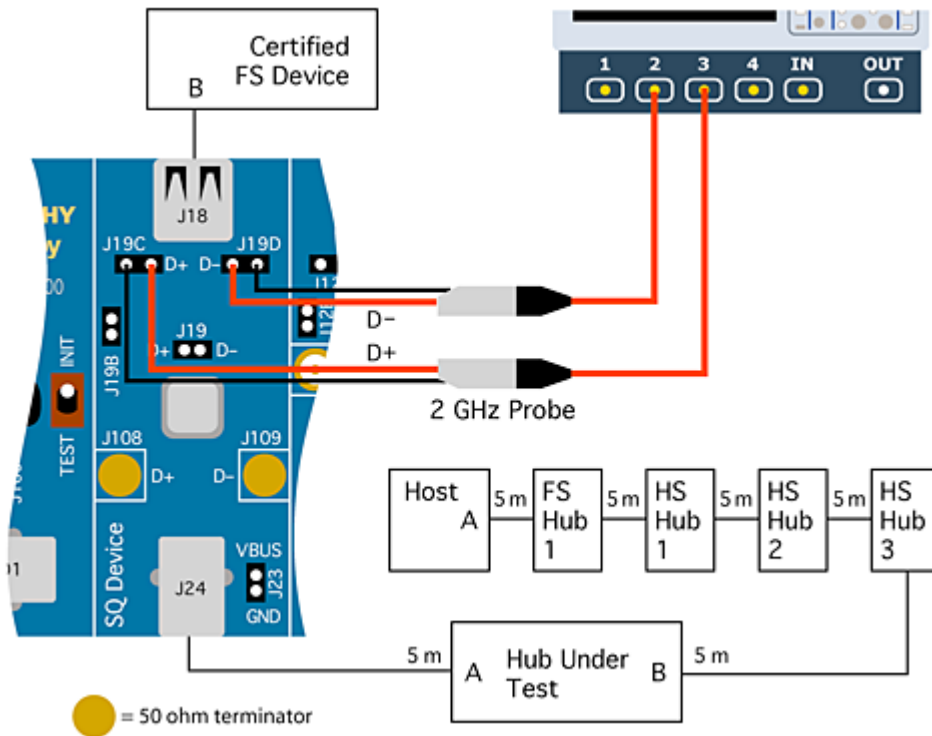 Certified
FS Device
B
1 2 3 4 IN OUT
J18
HY
y
00
J19C D+ D- J19D
D-
D+
J19
D+ D-
J19B
J12E
2 GHz Probe
INIT
TEST
J108 D+
D- J109
SQ Device
J24
VBUS
J23
GND
Host
A
5 m
FS
Hub
1
5 m
HS
Hub
1
5 m
HS
Hub
2
5 m
HS
Hub
3
5 m
A
Hub Under
Test
B
5 m
= 50 ohm terminator